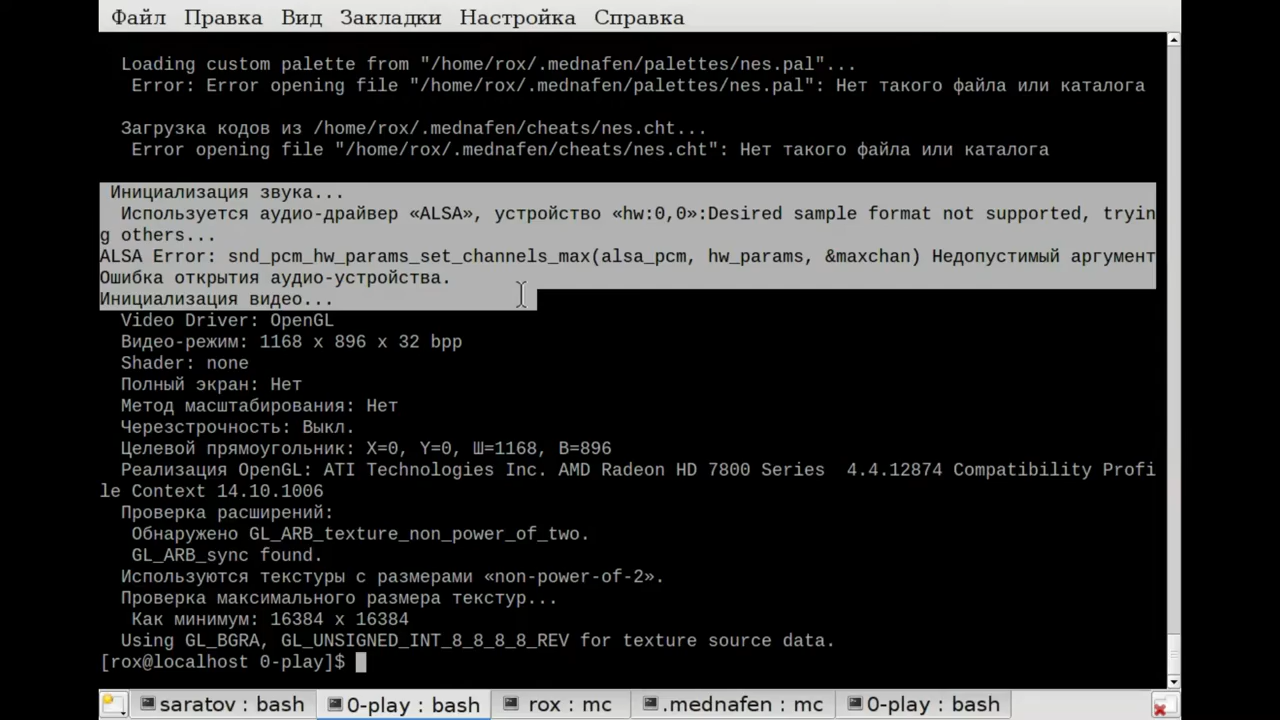 Файл Правка Вид Закладки Настройка Справка
Loading custom palette from "/home/rox/.mednafen/palettes/nes.pal"...
Error: Error opening file "/home/rox/.mednafen/palettes/nes.pal": Нет такого файла или каталога
Загрузка кодов из /home/rox/.mednafen/cheats/nes.cht...
Error opening file "/home/rox/.mednafen/cheats/nes.cht": Нет такого файла или каталога
Инициализация звука...
Используется аудио-драйвер «ALSA», устройство «hw:0,0»:Desired sample format not supported, tryin
g others...
ALSA Error: snd_pcm_hw_params_set_channels_max(alsa_pcm, hw_params, &maxchan) Недопустимый аргумент
Ошибка открытия аудио-устройства.
Инициализация видео...
Video Driver: OpenGL
Видео-режим: 1168 x 896 x 32 bpp
Shader: none
Полный экран: Нет
Метод масштабирования: Нет
Черезстрочность: Выкл.
Целевой прямоугольник: X=0, Y=0, Ш=1168, В=896
Реализация OpenGL: ATI Technologies Inc. AMD Radeon HD 7800 Series  4.4.12874 Compatibility Profi
le Context 14.10.1006
Проверка расширений:
Обнаружено GL_ARB_texture_non_power_of_two.
GL_ARB_sync found.
Используются текстуры с размерами «non-power-of-2».
Проверка максимального размера текстур...
Как минимум: 16384 x 16384
Using GL_BGRA, GL_UNSIGNED_INT_8_8_8_8_REV for texture source data.
[rox@localhost 0-play]$
saratov : bash 0-play : bash rox : mc .mednafen : mc 0-play : bash